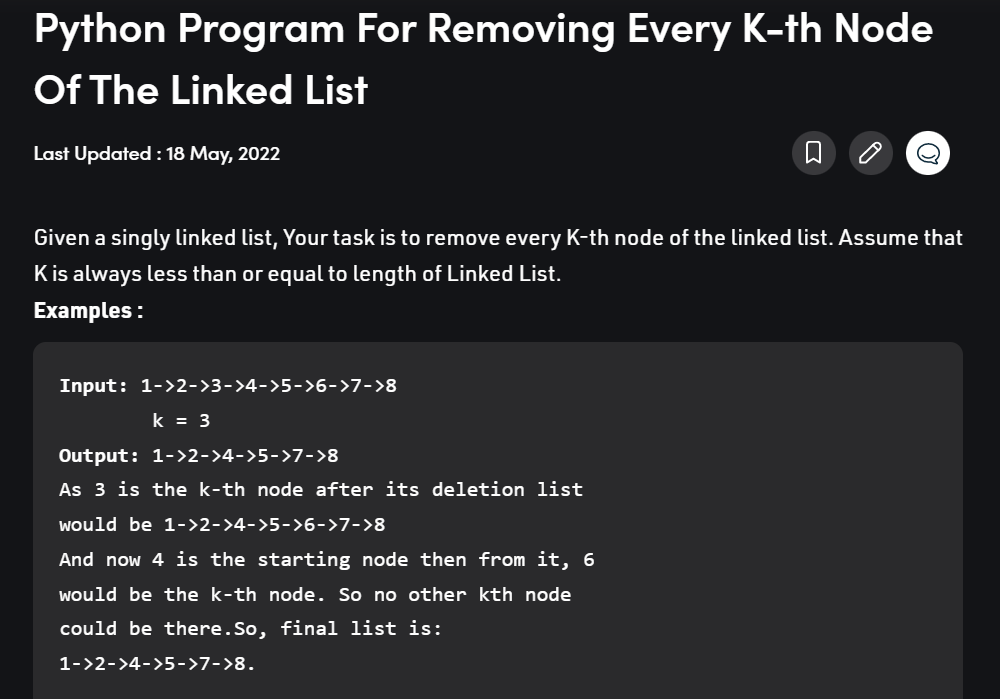 Python Program For Removing Every K-th Node
Of The Linked List
Last Updated : 18 May, 2022
Given a singly linked list, Your task is to remove every K-th node of the linked list. Assume that
K is always less than or equal to length of Linked List.
Examples :
Input: 1->2->3->4->5->6->7->8
k = 3
Output: 1->2->4->5->7->8
As 3 is the k-th node after its deletion list
would be 1->2->4->5->6->7->8
And now 4 is the starting node then from it, 6
would be the k-th node. So no other kth node
could be there.So, final list is:
1->2->4->5->7->8.